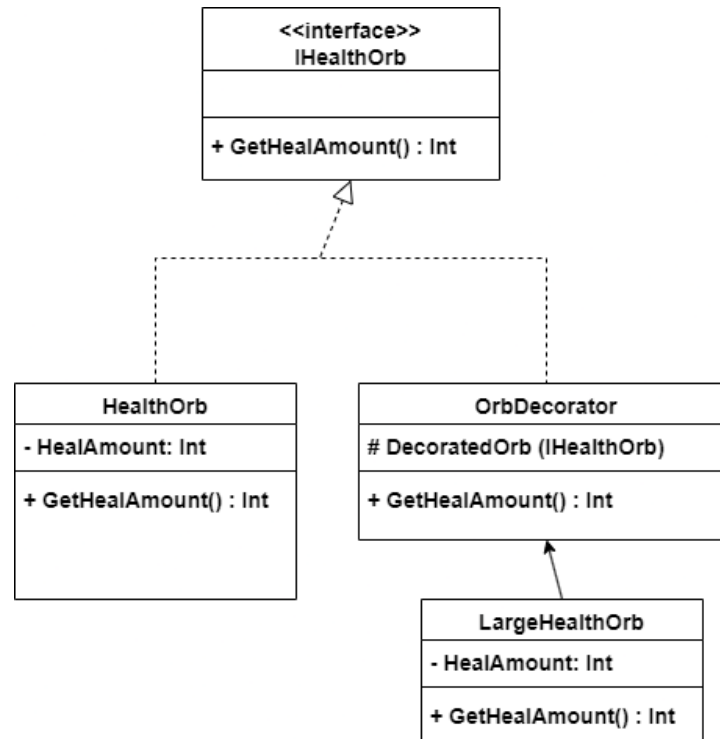 <<interface>>
IHealthOrb
+ GetHealAmount() : Int
HealthOrb
- HealAmount: Int
+ GetHealAmount() : Int
OrbDecorator
# DecoratedOrb (IHealthOrb)
+ GetHealAmount() : Int
LargeHealthOrb
- HealAmount: Int
+ GetHealAmount() : Int